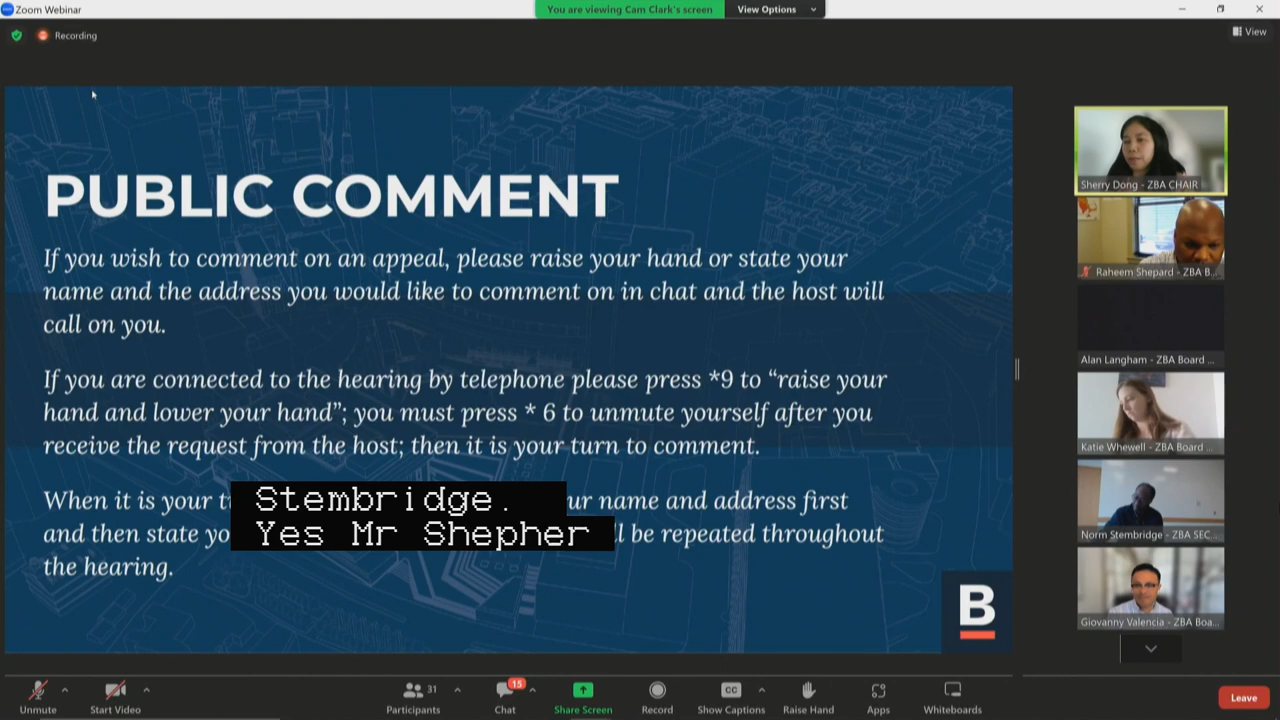 Zoom Webinar
You are viewing Cam Clark's screen
View Options
Recording
View
PUBLIC COMMENT
If you wish to comment on an appeal, please raise your hand or state your
name and the address you would like to comment on in chat and the host will
call on you.
If you are connected to the hearing by telephone please press *9 to “raise your
hand and lower your hand”; you must press * 6 to unmute yourself after you
receive the request from the host; then it is your turn to comment.
When it is your name and address first
and then state be repeated throughout
the hearing.
Stembridge.
Yes Mr Shepher
B
Sherry Dong - ZBA CHAIR
Raheem Shepard - ZBA B...
Alan Langham - ZBA Board ...
Katie Whewell - ZBA Board ...
Norm Stembridge - ZBA SEC...
Giovanny Valencia - ZBA Boa...
Unmute
Start Video
31
Participants
15
Chat
Share Screen
Record
CC
Show Captions
Raise Hand
Apps
Whiteboards
Leave